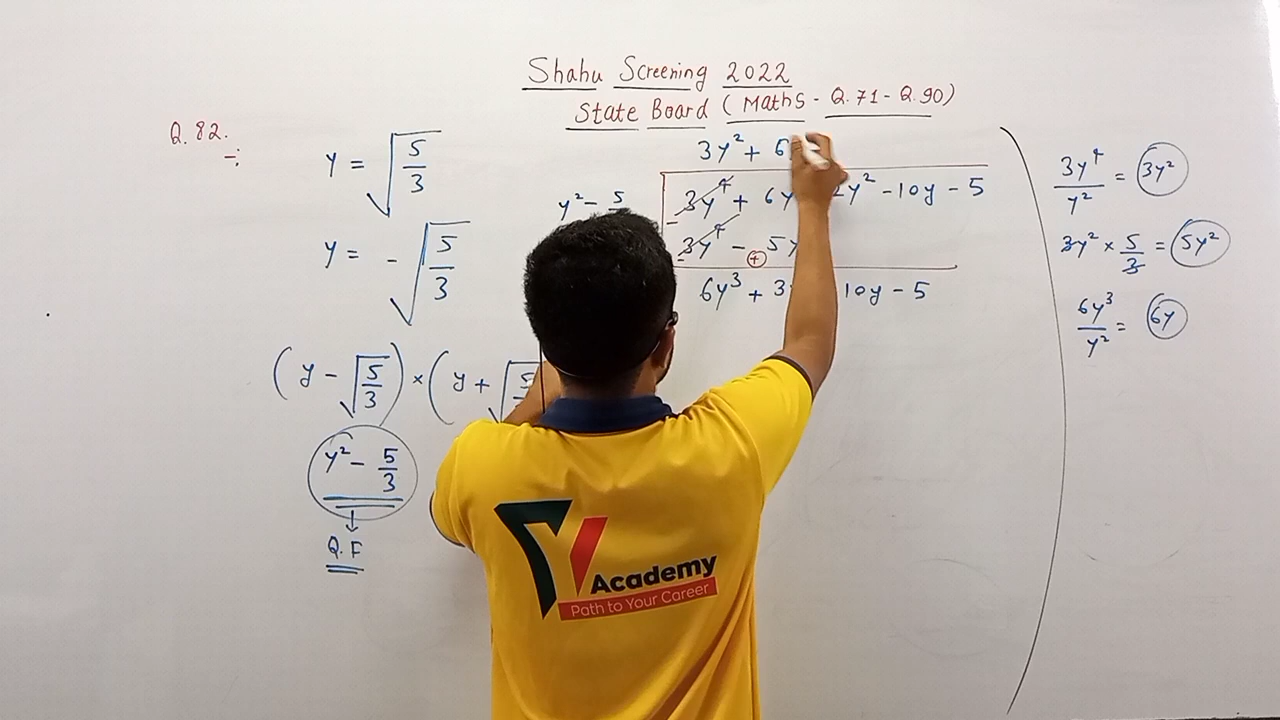 Shahu Screening 2022
State Board (Maths - Q.71 - Q.90)
Q. 82.
y = √(5/3)
y = - √(5/3)
(y - √(5/3)) × (y + √
y² - 5/3
Q.F
3y² + 6
y² - 5
3y⁴ + 6y y² - 10y - 5
- 3y⁴ - 5y
+
6y³ + 3 10y - 5
3y⁴/y² = 3y²
3y² × 5/3 = 5y²
6y³/y² = 6y
Academy
Path to Your Career